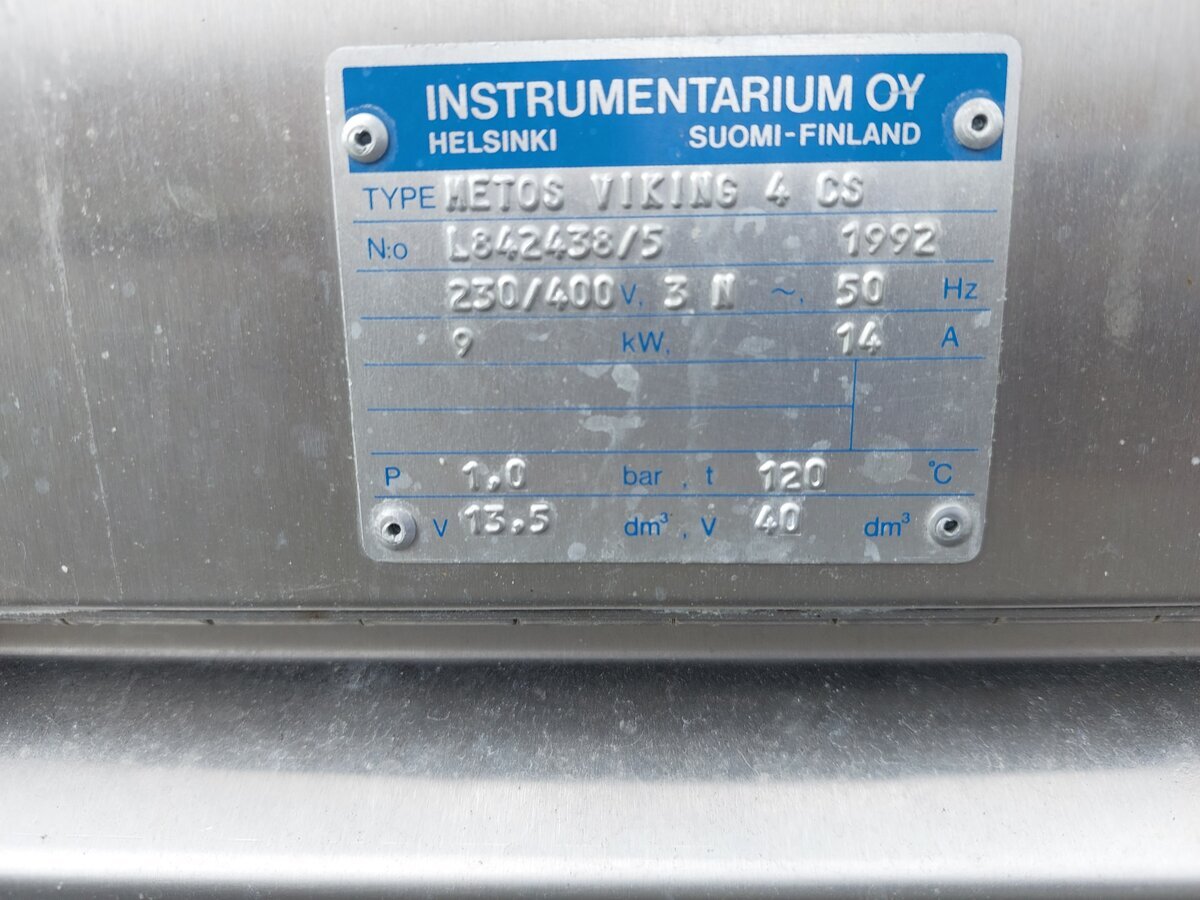 INSTRUMENTARIUM OY
HELSINKI SUOMI-FINLAND
TYPE METOS VIKING 4 CS
N:o L842438/5 1992
230/400 V, 3 N ~, 50 Hz
9 kW, 14 A
P 1,0 bar, t 120 °C
V 13,5 dm³, V 40 dm³